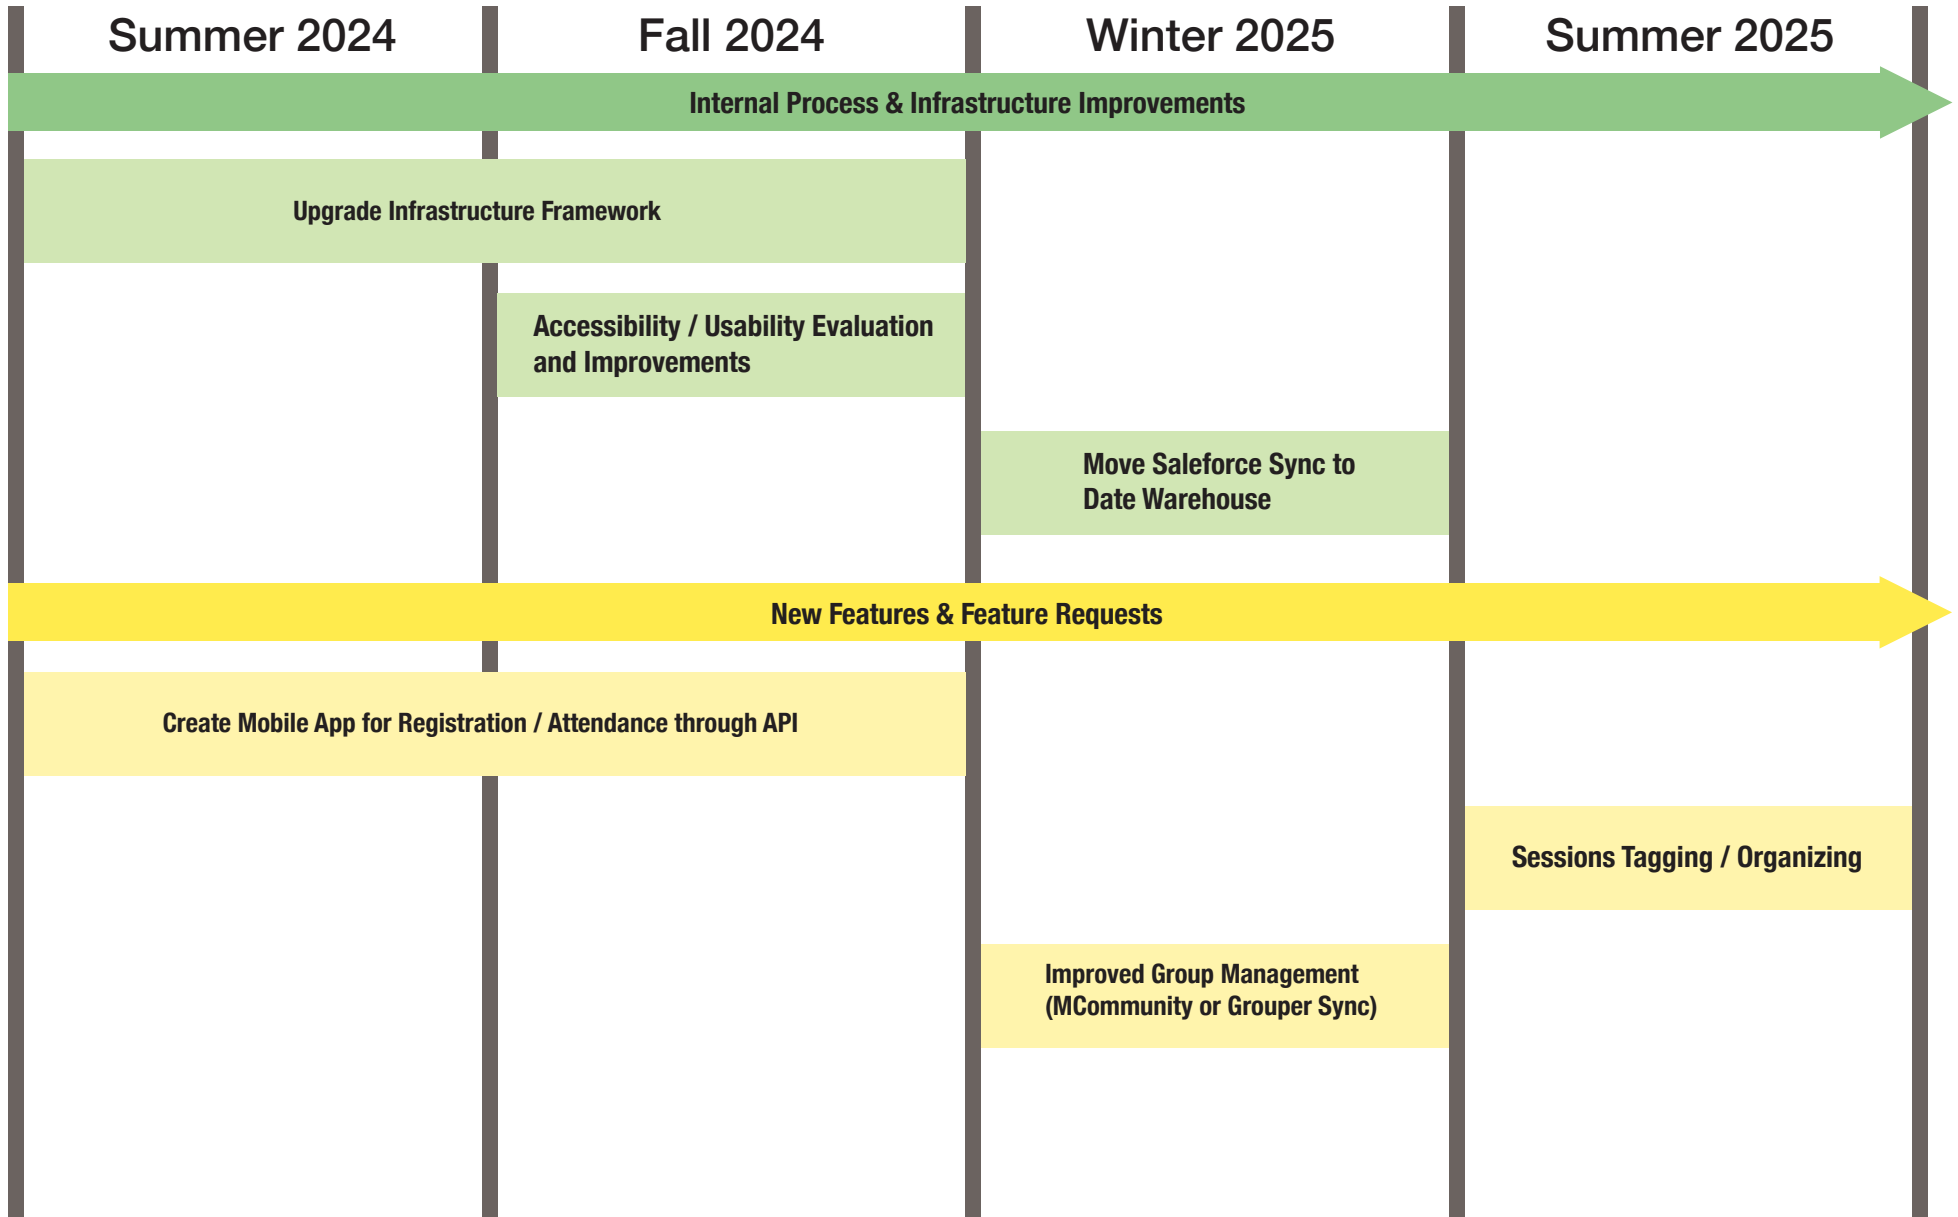 Summer 2024
Fall 2024
Winter 2025
Summer 2025
Internal Process & Infrastructure Improvements
Upgrade Infrastructure Framework
Accessibility / Usability Evaluation
and Improvements
Move Saleforce Sync to
Date Warehouse
New Features & Feature Requests
Create Mobile App for Registration / Attendance through API
Sessions Tagging / Organizing
Improved Group Management
(MCommunity or Grouper Sync)